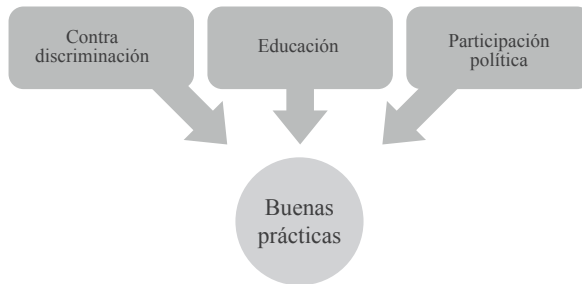 Contra
discriminación
Educación
Participación
política
Buenas
prácticas